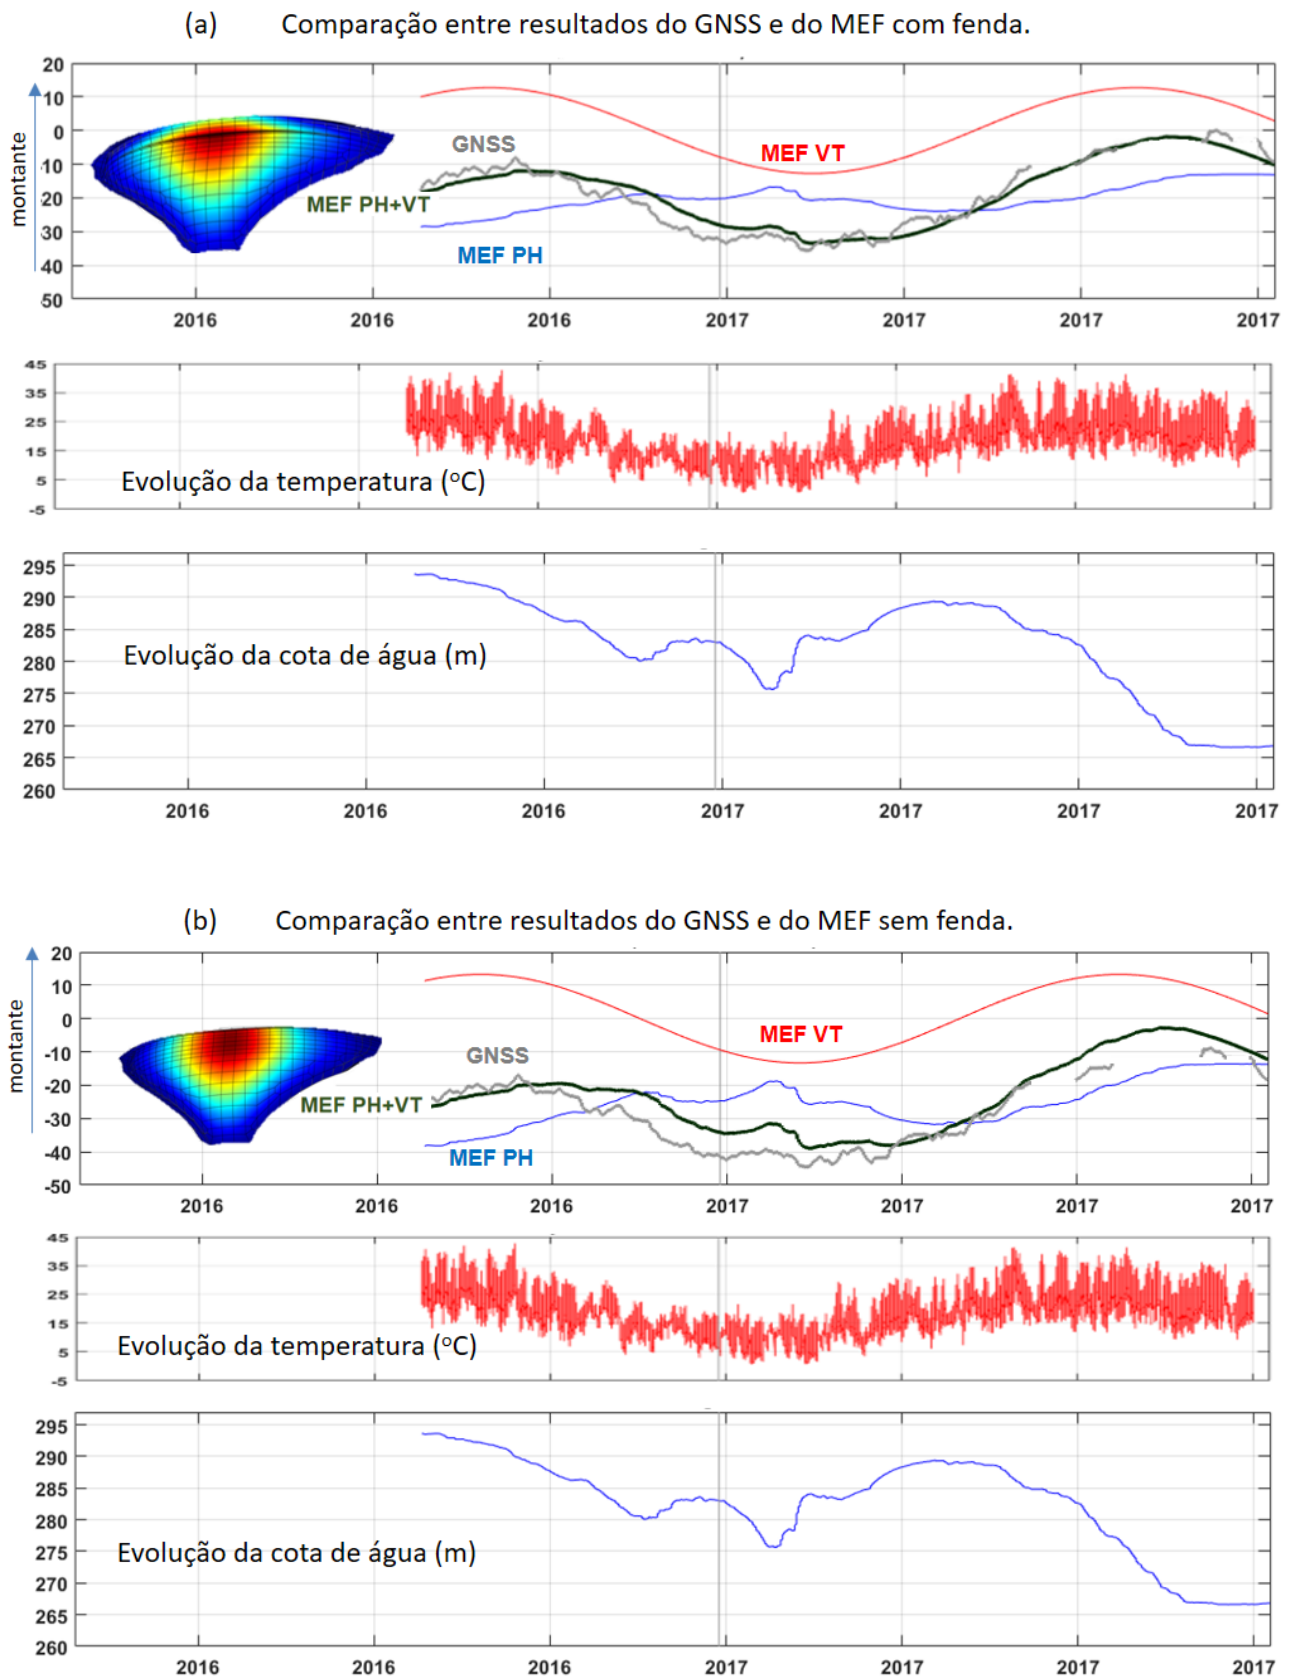 (a) Comparação entre resultados do GNSS e do MEF com fenda.
20
10
0
-10
-20
30
40
50
montante
GNSS
MEF VT
MEF PH+VT
MEF PH
2016 2016 2016 2017 2017 2017 2017
45
35
25
15
5
-5
Evolução da temperatura (ºC)
295
290
285
280
275
270
265
260
Evolução da cota de água (m)
2016 2016 2016 2017 2017 2017 2017
(b) Comparação entre resultados do GNSS e do MEF sem fenda.
20
10
0
-10
-20
-30
-40
-50
montante
GNSS
MEF VT
MEF PH+VT
MEF PH
2016 2016 2016 2017 2017 2017 2017
45
35
25
15
5
-5
Evolução da temperatura (ºC)
295
290
285
280
275
270
265
260
Evolução da cota de água (m)
2016 2016 2016 2017 2017 2017 2017